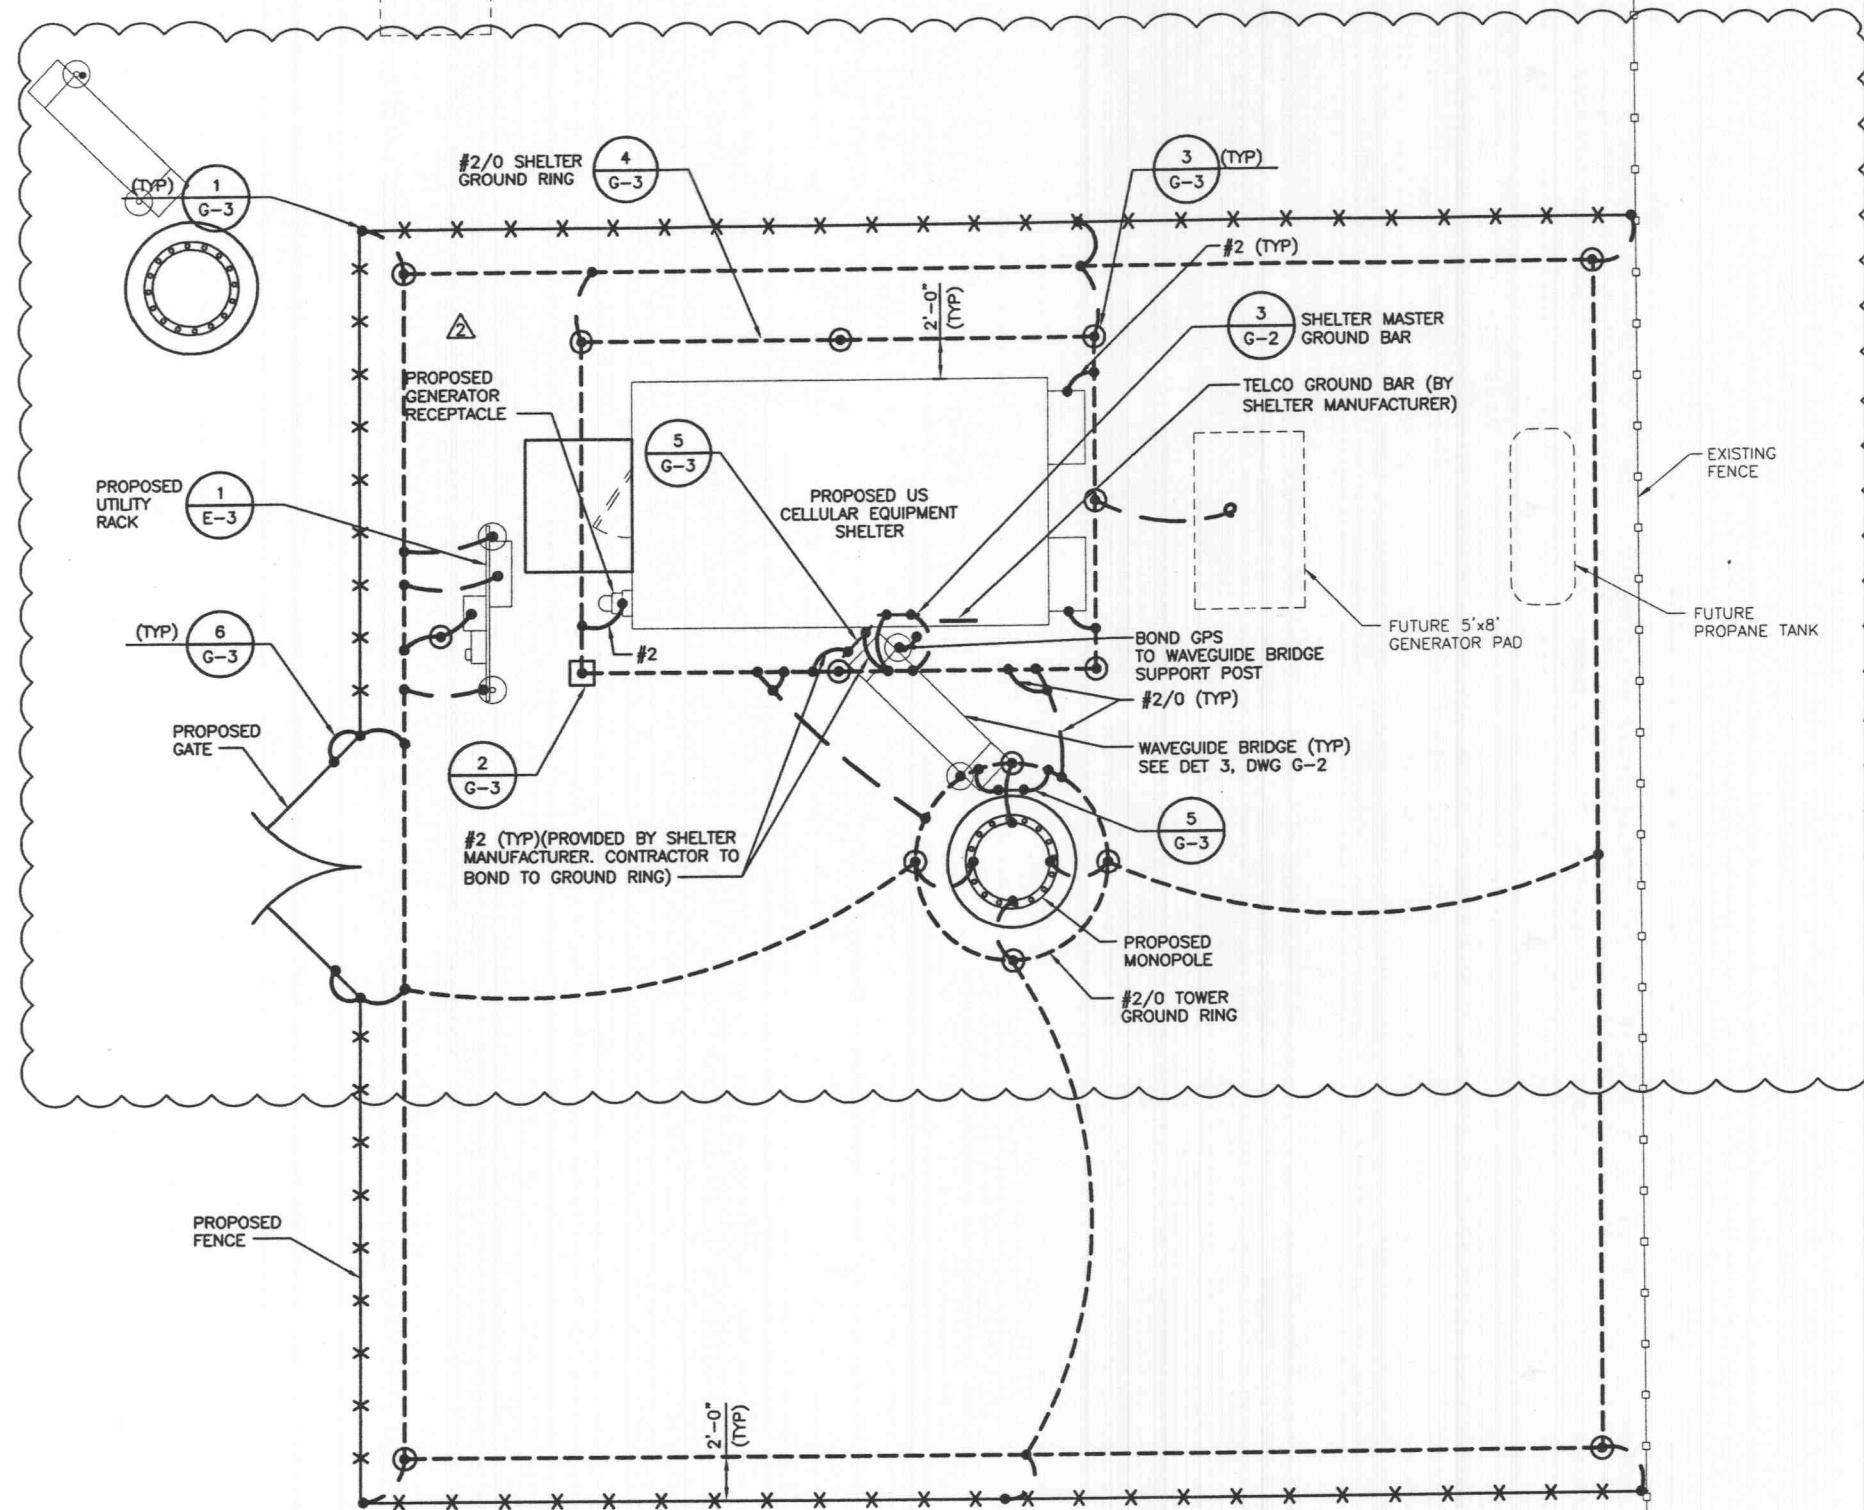 #2/0 SHELTER
GROUND RING
4
G-3
3
G-3
(TYP)
(TYP)
1
G-3
#2 (TYP)
2'-0"
(TYP)
3
G-2
SHELTER MASTER
GROUND BAR
2
PROPOSED
GENERATOR
RECEPTACLE
TELCO GROUND BAR (BY
SHELTER MANUFACTURER)
5
G-3
EXISTING
FENCE
PROPOSED
UTILITY
RACK
1
E-3
PROPOSED US
CELLULAR EQUIPMENT
SHELTER
(TYP)
6
G-3
#2
BOND GPS
TO WAVEGUIDE BRIDGE
SUPPORT POST
FUTURE 5'x8'
GENERATOR PAD
FUTURE
PROPANE TANK
#2/0 (TYP)
PROPOSED
GATE
2
G-3
WAVEGUIDE BRIDGE (TYP)
SEE DET 3, DWG G-2
5
G-3
#2 (TYP)(PROVIDED BY SHELTER
MANUFACTURER. CONTRACTOR TO
BOND TO GROUND RING)
PROPOSED
MONOPOLE
#2/0 TOWER
GROUND RING
PROPOSED
FENCE
2'-0"
(TYP)